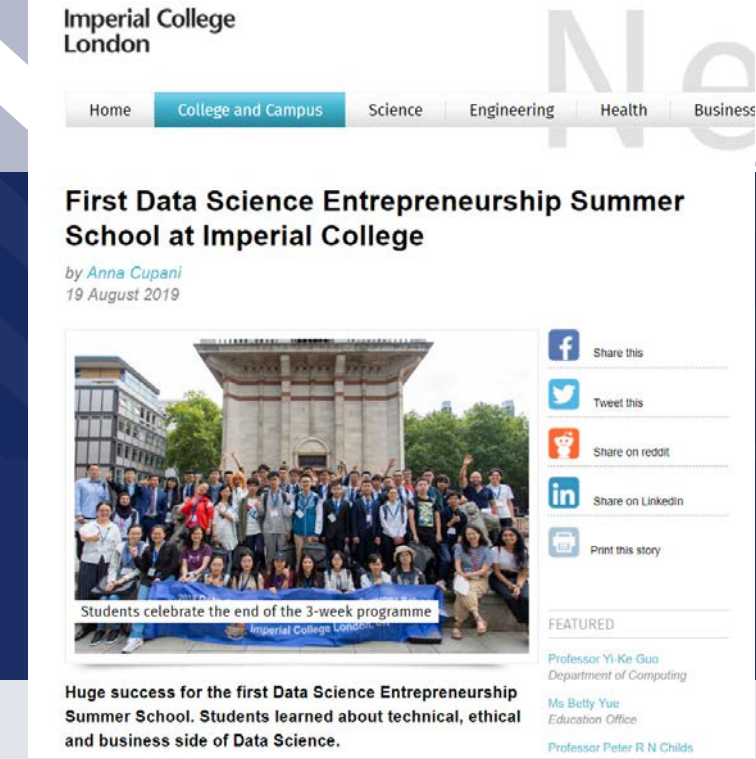 Imperial College
London
Ne
Home College and Campus Science Engineering Health Business
First Data Science Entrepreneurship Summer
School at Imperial College
by Anna Cupani
19 August 2019
Share this
Tweet this
Share on reddit
in Share on LinkedIn
Print this story
Imperial College London,
Students celebrate the end of the 3-week programme
FEATURED
Professor Yi-Ke Guo
Department of Computing
Ms Betty Yue
Education Office
Professor Peter R N Childs
Huge success for the first Data Science Entrepreneurship
Summer School. Students learned about technical, ethical
and business side of Data Science.